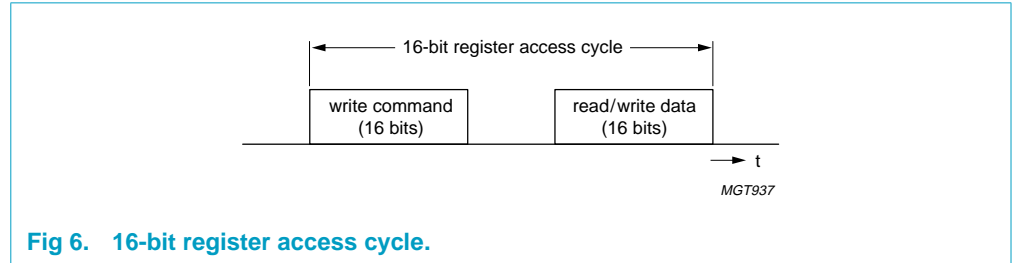 16-bit register access cycle
write command
(16 bits)
read/write data
(16 bits)
t
MGT937
Fig 6. 16-bit register access cycle.